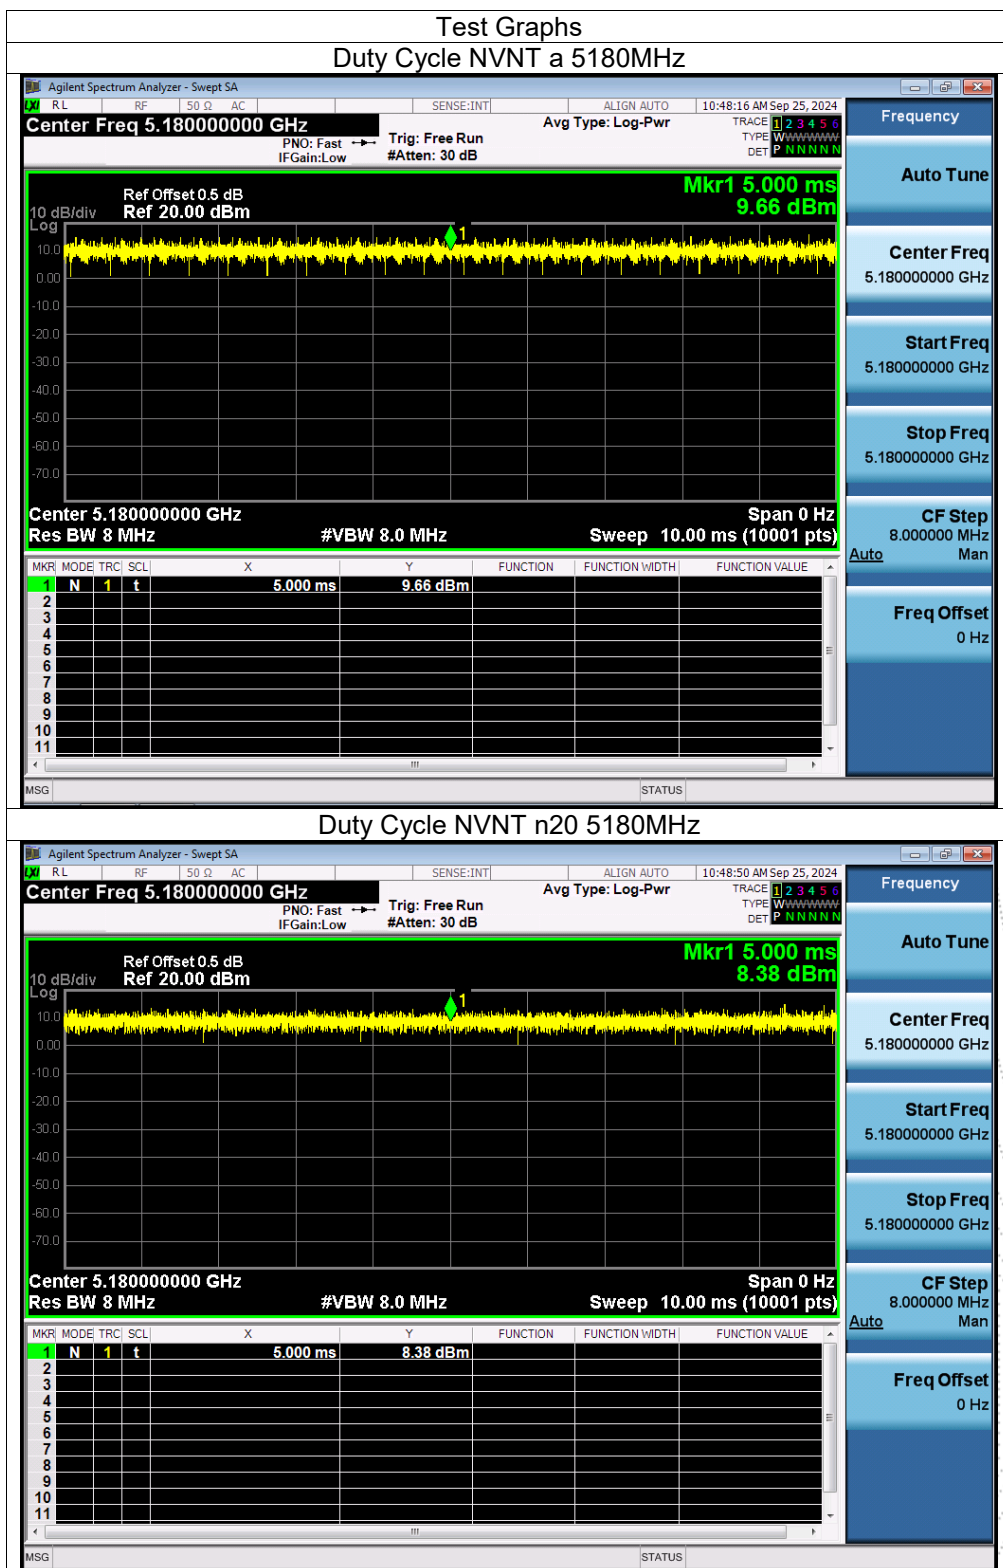 Test Graphs
Duty Cycle NVNT a 5180MHz
Agilent Spectrum Analyzer - Swept SA
LXI RL RF 50 Ω AC SENSE:INT ALIGN AUTO 10:48:16 AM Sep 25, 2024
Center Freq 5.180000000 GHz Avg Type: Log-Pwr TRACE 1 2 3 4 5 6
PNO: Fast Trig: Free Run TYPE WWWWWW
IFGain:Low #Atten: 30 dB DET P N N N N N
Frequency
Mkr1 5.000 ms
Ref Offset 0.5 dB
10 dB/div Ref 20.00 dBm 9.66 dBm
Log
1
10.0
0.00
-10.0
-20.0
-30.0
-40.0
-50.0
-60.0
-70.0
Center 5.180000000 GHz Span 0 Hz
Res BW 8 MHz #VBW 8.0 MHz Sweep 10.00 ms (10001 pts)
MKR MODE TRC SCL X Y FUNCTION FUNCTION WIDTH FUNCTION VALUE
1 N 1 t 5.000 ms 9.66 dBm
2
3
4
5
6
7
8
9
10
11
MSG STATUS
Auto Tune
Center Freq
5.180000000 GHz
Start Freq
5.180000000 GHz
Stop Freq
5.180000000 GHz
CF Step
8.000000 MHz
Auto Man
Freq Offset
0 Hz
Duty Cycle NVNT n20 5180MHz
Agilent Spectrum Analyzer - Swept SA
LXI RL RF 50 Ω AC SENSE:INT ALIGN AUTO 10:48:50 AM Sep 25, 2024
Center Freq 5.180000000 GHz Avg Type: Log-Pwr TRACE 1 2 3 4 5 6
PNO: Fast Trig: Free Run TYPE WWWWWW
IFGain:Low #Atten: 30 dB DET P N N N N N
Frequency
Mkr1 5.000 ms
Ref Offset 0.5 dB
10 dB/div Ref 20.00 dBm 8.38 dBm
Log
1
10.0
0.00
-10.0
-20.0
-30.0
-40.0
-50.0
-60.0
-70.0
Center 5.180000000 GHz Span 0 Hz
Res BW 8 MHz #VBW 8.0 MHz Sweep 10.00 ms (10001 pts)
MKR MODE TRC SCL X Y FUNCTION FUNCTION WIDTH FUNCTION VALUE
1 N 1 t 5.000 ms 8.38 dBm
2
3
4
5
6
7
8
9
10
11
MSG STATUS
Auto Tune
Center Freq
5.180000000 GHz
Start Freq
5.180000000 GHz
Stop Freq
5.180000000 GHz
CF Step
8.000000 MHz
Auto Man
Freq Offset
0 Hz